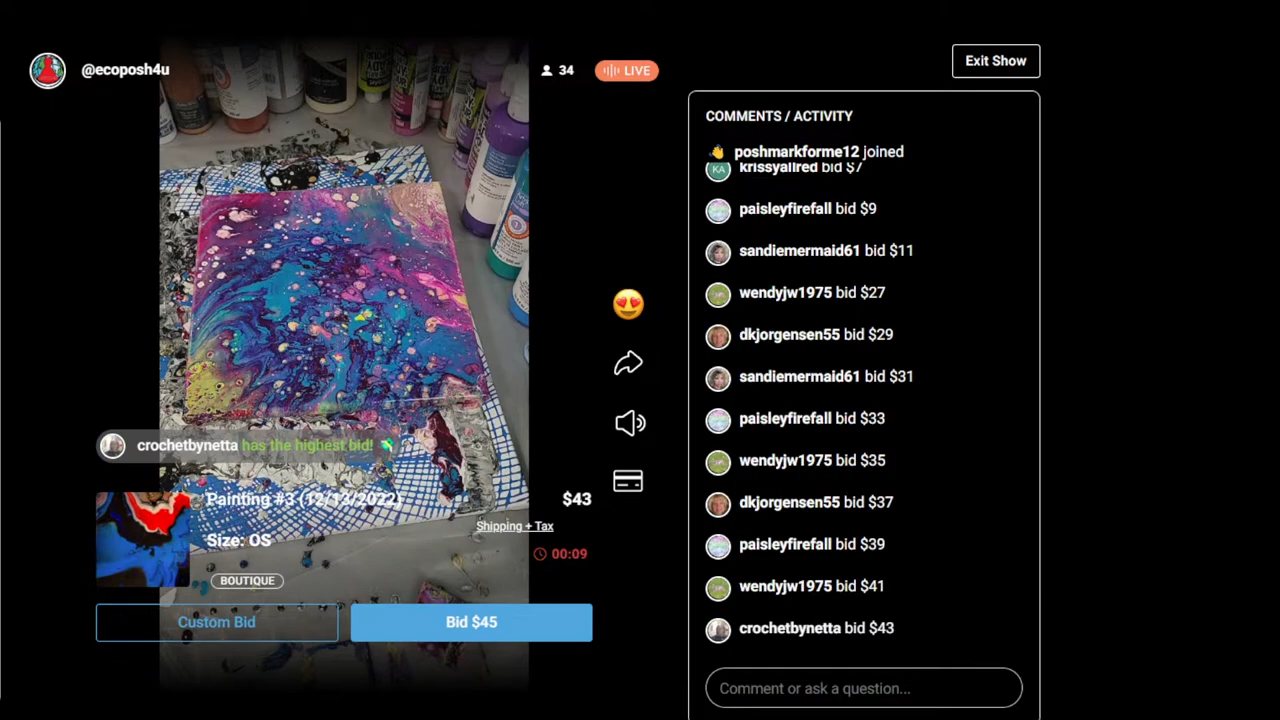 @ecoposh4u
34
LIVE
Exit Show
COMMENTS / ACTIVITY
poshmarkforme12 joined
KA
krissyallred bid $7
paisleyfirefall bid $9
sandiemermaid61 bid $11
wendyjw1975 bid $27
dkjorgensen55 bid $29
sandiemermaid61 bid $31
paisleyfirefall bid $33
wendyjw1975 bid $35
dkjorgensen55 bid $37
paisleyfirefall bid $39
wendyjw1975 bid $41
crochetbynetta bid $43
Comment or ask a question...
crochetbynetta has the highest bid!
Painting #3 (12/13/2022)
$43
Shipping + Tax
Size: OS
00:09
BOUTIQUE
Custom Bid
Bid $45